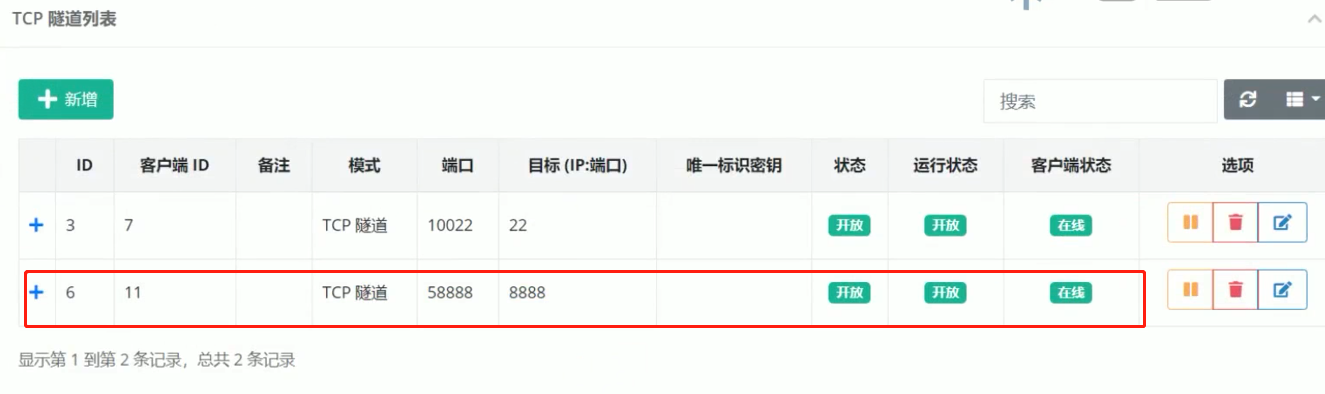 TCP 隧道列表
新增
搜索
ID 客户端 ID 备注 模式 端口 目标 (IP:端口) 唯一标识密钥 状态 运行状态 客户端状态 选项
3 7 TCP 隧道 10022 22 开放 开放 在线
6 11 TCP 隧道 58888 8888 开放 开放 在线
显示第 1 到第 2 条记录，总共 2 条记录